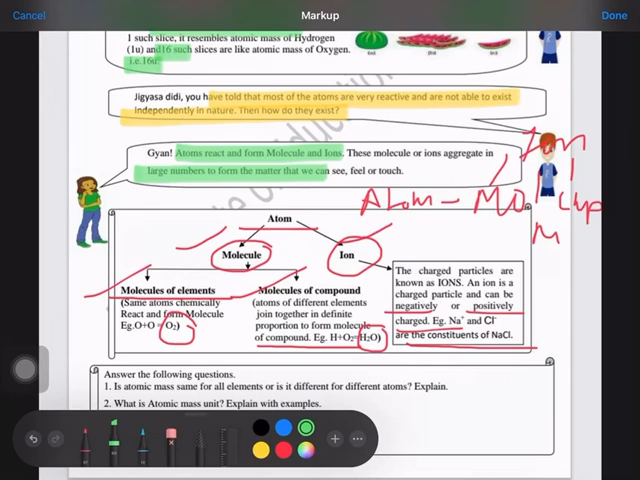 Cancel
Markup
Done
1 such slice, it resembles atomic mass of Hydrogen
(1u) and16 such slices are like atomic mass of Oxygen.
i.e.16u.
Jigyasa didi, you have told that most of the atoms are very reactive and are not able to exist
independently in nature. Then how do they exist?
Gyan! Atoms react and form Molecule and Ions. These molecule or ions aggregate in
large numbers to form the matter that we can see, feel or touch.
Ion
Atom -
Atom
Molecule
Ion
Molecules of elements
(Same atoms chemically
React and form Molecule
Eg.O+O = O₂)
Molecules of compound
(atoms of different elements
join together in definite
proportion to form molecule
of compound. Eg. H+O₂=H₂O)
The charged particles are
known as IONS. An ion is a
charged particle and can be
negatively or positively
charged. Eg. Na⁺ and Cl⁻
are the constituents of NaCl.
Answer the following questions.
1. Is atomic mass same for all elements or is it different for different atoms? Explain.
2. What is Atomic mass unit? Explain with examples.